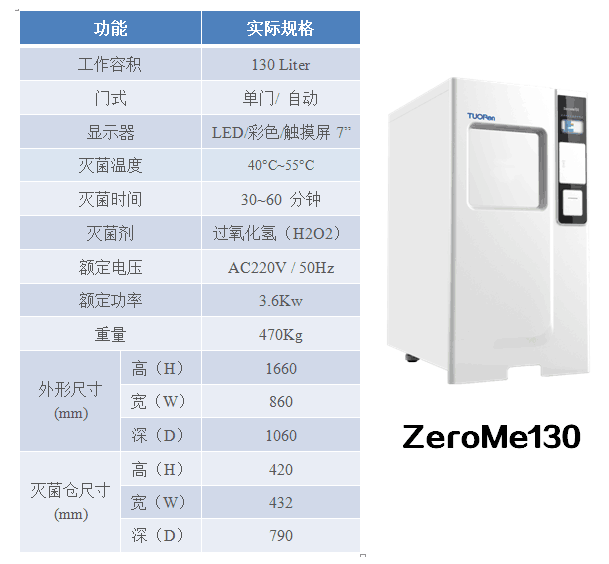 功能 实际规格
工作容积 130 Liter
门式 单门/ 自动
显示器 LED/彩色/触摸屏 7”
灭菌温度 40°C~55°C
灭菌时间 30~60 分钟
灭菌剂 过氧化氢（H2O2）
额定电压 AC220V / 50Hz
额定功率 3.6Kw
重量 470Kg
外形尺寸
(mm)
高（H） 1660
宽（W） 860
深（D） 1060
灭菌仓尺寸
(mm)
高（H） 420
宽（W） 432
深（D） 790
TUORen
ZeroMe130